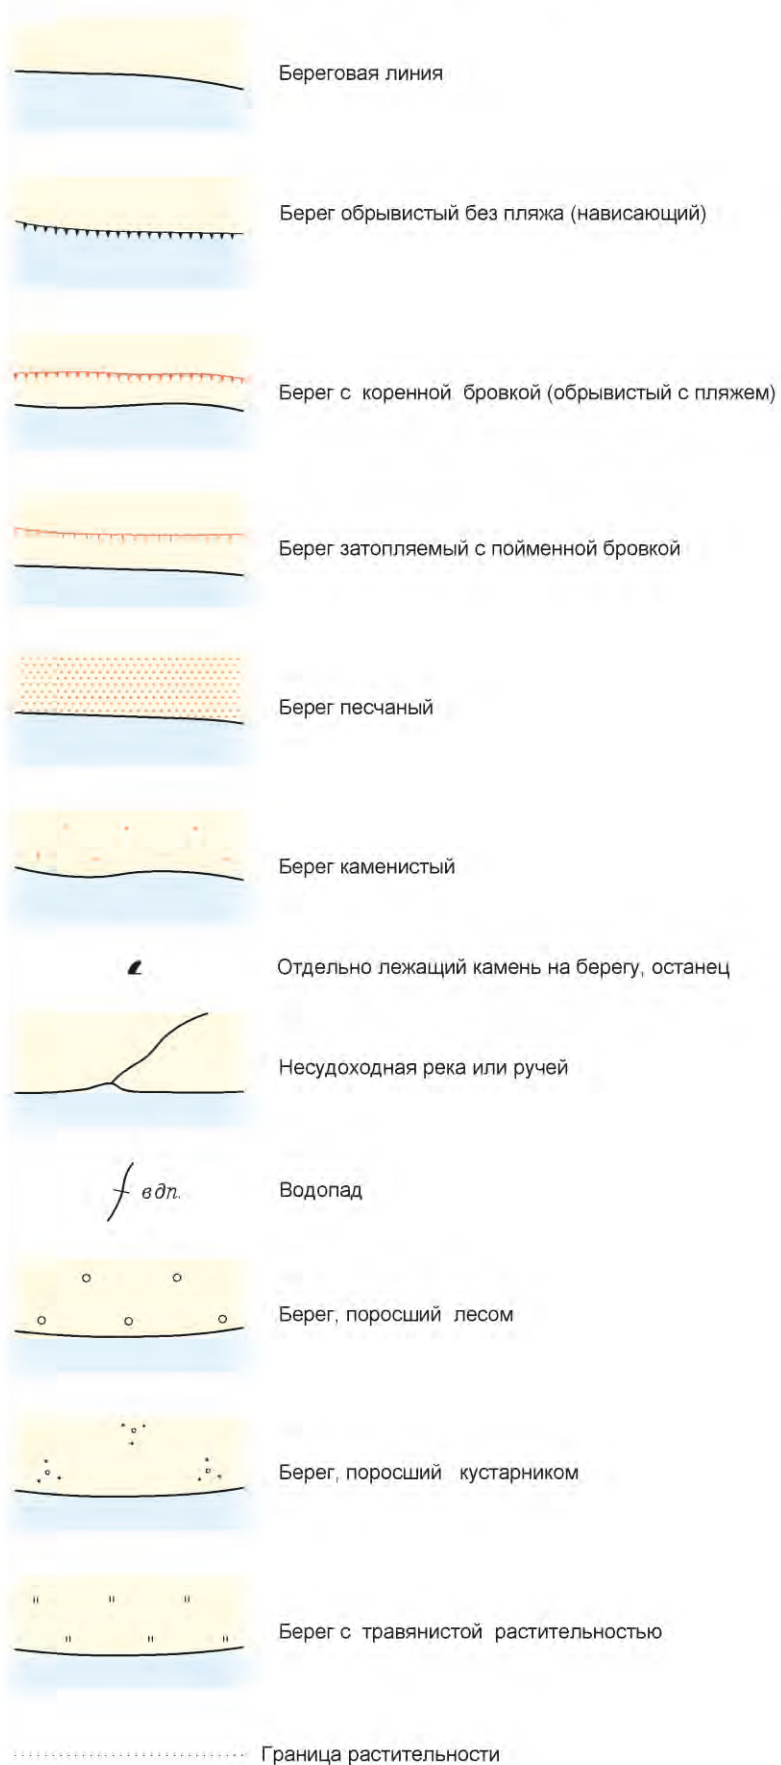 Береговая линия
Берег обрывистый без пляжа (нависающий)
Берег с коренной бровкой (обрывистый с пляжем)
Берег затопляемый с пойменной бровкой
Берег песчаный
Берег каменистый
Отдельно лежащий камень на берегу, останец
Несудоходная река или ручей
вдп. Водопад
Берег, поросший лесом
Берег, поросший кустарником
Берег с травянистой растительностью
Граница растительности